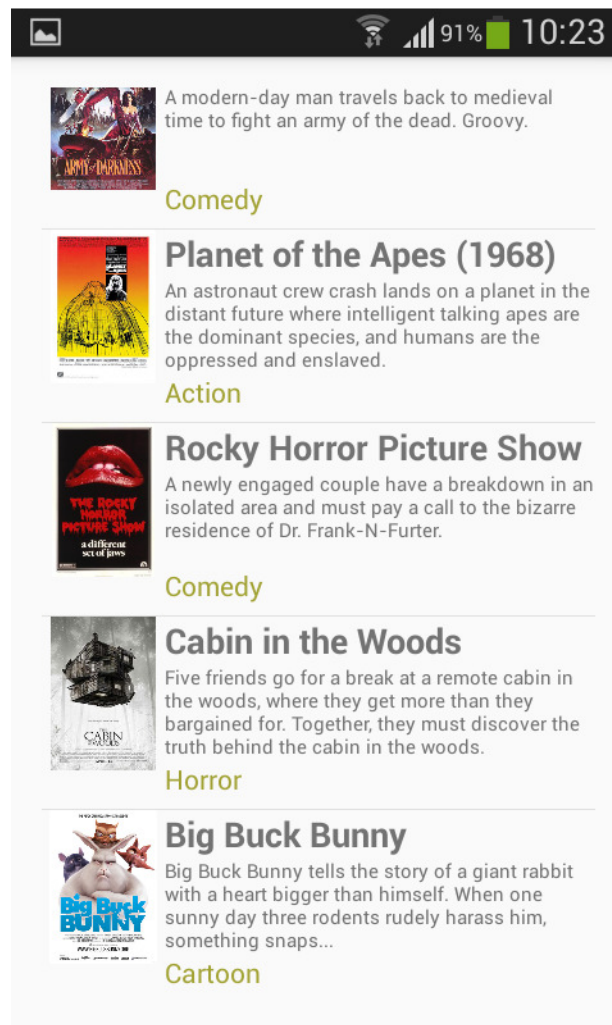 91% 10:23
A modern-day man travels back to medieval
time to fight an army of the dead. Groovy.
ARMY of DARKNESS
Comedy
Planet of the Apes (1968)
An astronaut crew crash lands on a planet in the
distant future where intelligent talking apes are
the dominant species, and humans are the
oppressed and enslaved.
Action
Rocky Horror Picture Show
A newly engaged couple have a breakdown in an
isolated area and must pay a call to the bizarre
residence of Dr. Frank-N-Furter.
THE ROCKY
HORROR
PICTURE SHOW
a different
set of jaws
Comedy
Cabin in the Woods
Five friends go for a break at a remote cabin in
the woods, where they get more than they
bargained for. Together, they must discover the
truth behind the cabin in the woods.
CABIN
Horror
Big Buck Bunny
Big Buck Bunny tells the story of a giant rabbit
with a heart bigger than himself. When one
sunny day three rodents rudely harass him,
something snaps...
Big Buck
BUNNY
Cartoon